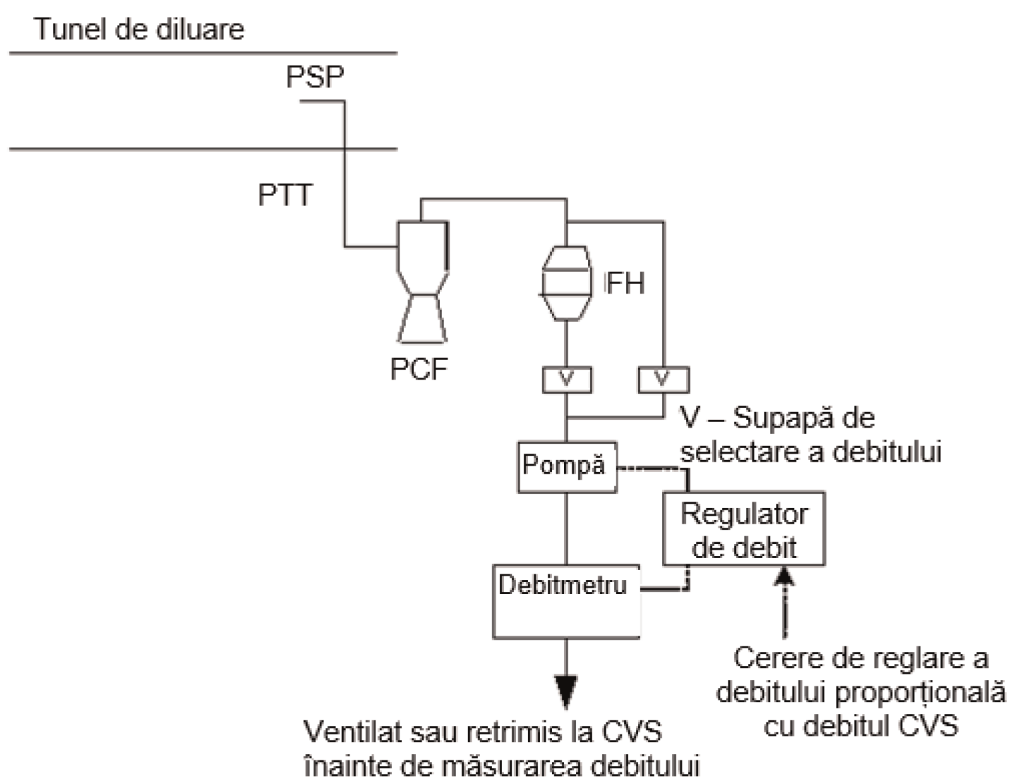 Tunel de diluare
PSP
PTT
FH
PCF
V
V
V – Supapă de
selectare a debitului
Pompă
Regulator
de debit
Debitmetru
Cerere de reglare a
debitului proporțională
cu debitul CVS
Ventilat sau retrimis la CVS
înainte de măsurarea debitului